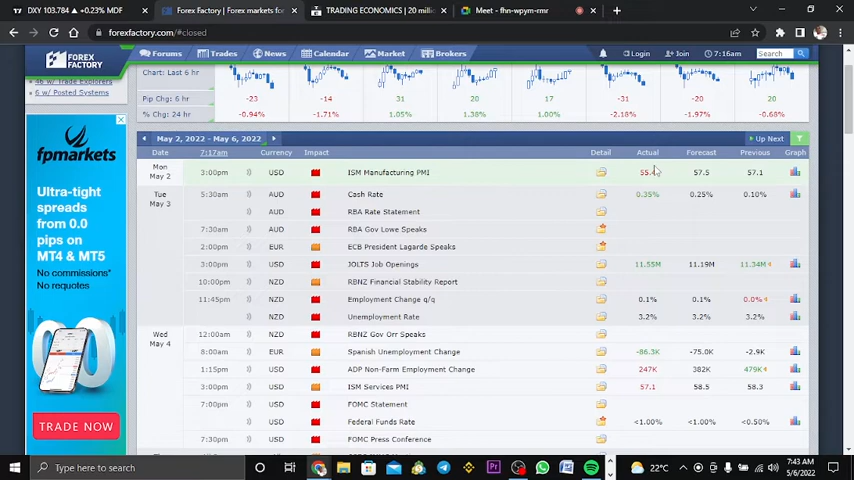 DXY 103.784 ▲ +0.23% MDF
Forex Factory | Forex markets for
TRADING ECONOMICS | 20 millio
Meet - fhn-wpym-rmr
forexfactory.com/#closed
FOREX FACTORY
Forums
Trades
News
Calendar
Market
Brokers
Login
Join
7:16am
Search
46 w/ Trade Explorers
6 w/ Posted Systems
Chart: Last 6 hr
Pip Chg: 6 hr -23 -14 31 20 17 -31 -20 20
% Chg: 24 hr -0.94% -1.71% 1.05% 1.38% 1.00% -2.18% -1.97% -0.68%
May 2, 2022 - May 6, 2022
Up Next
Date 7:17am Currency Impact Detail Actual Forecast Previous Graph
Mon May 2 3:00pm USD ISM Manufacturing PMI 57.5 57.1
Tue May 3 5:30am AUD Cash Rate 0.35% 0.25% 0.10%
AUD RBA Rate Statement
7:30am AUD RBA Gov Lowe Speaks
2:00pm EUR ECB President Lagarde Speaks
3:00pm USD JOLTS Job Openings 11.55M 11.19M 11.34M
10:00pm NZD RBNZ Financial Stability Report
11:45pm NZD Employment Change q/q 0.1% 0.1% 0.0%
NZD Unemployment Rate 3.2% 3.2% 3.2%
Wed May 4 12:00am NZD RBNZ Gov Orr Speaks
8:00am EUR Spanish Unemployment Change -86.3K -75.0K -2.9K
1:15pm USD ADP Non-Farm Employment Change 247K 382K 479K
3:00pm USD ISM Services PMI 57.1 58.5 58.3
7:00pm USD FOMC Statement
USD Federal Funds Rate <1.00% <1.00% <0.50%
7:30pm USD FOMC Press Conference
fpmarkets
Ultra-tight
spreads
from 0.0
pips on
MT4 & MT5
No commissions*
No requotes
TRADE NOW
Type here to search
22°C
7:43 AM
5/6/2022